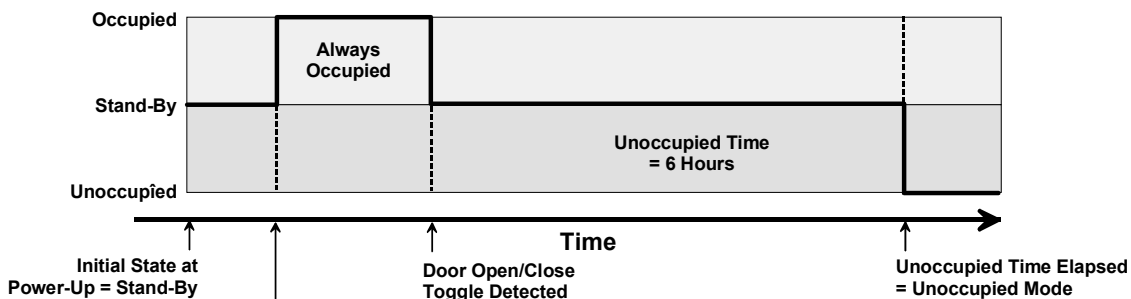 Occupied
Always
Occupied
Stand-By
Unoccupied Time
= 6 Hours
Unoccupîed
Time
Initial State at
Power-Up = Stand-By
Door Open/Close
Toggle Detected
Unoccupied Time Elapsed
= Unoccupied Mode